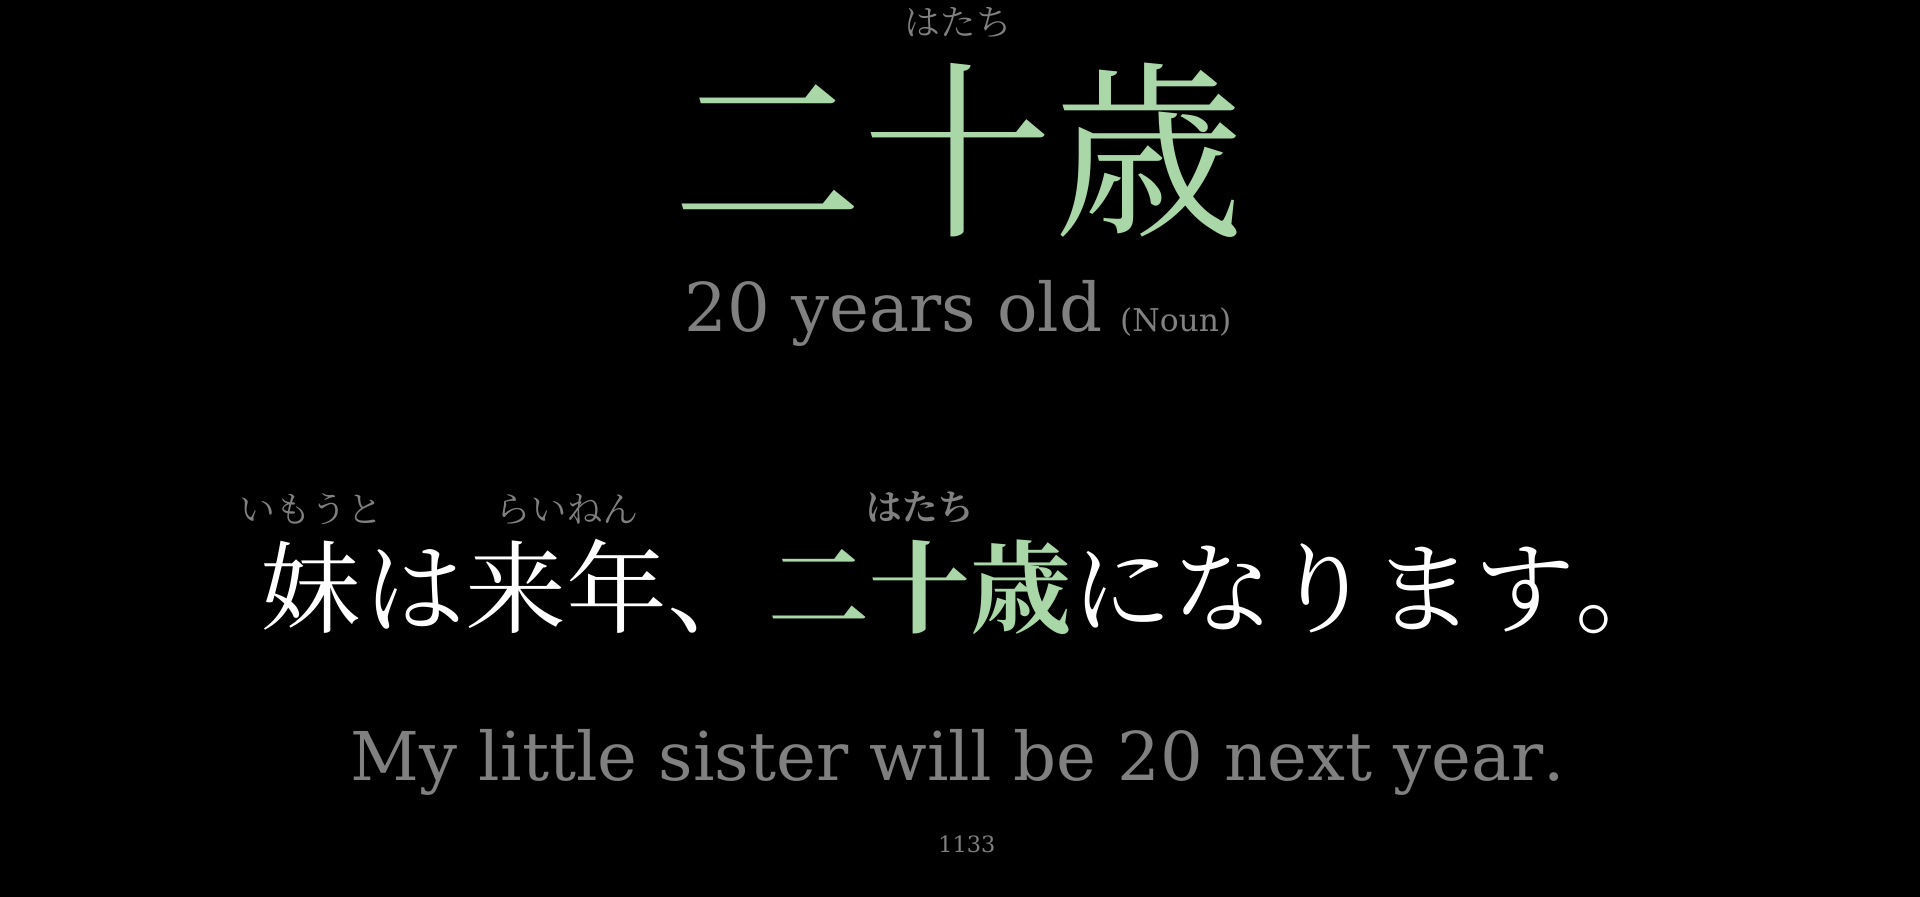 はたち
二十歳
20 years old (Noun)
いもうと らいねん はたち
妹は来年、二十歳になります。
My little sister will be 20 next year.
1133